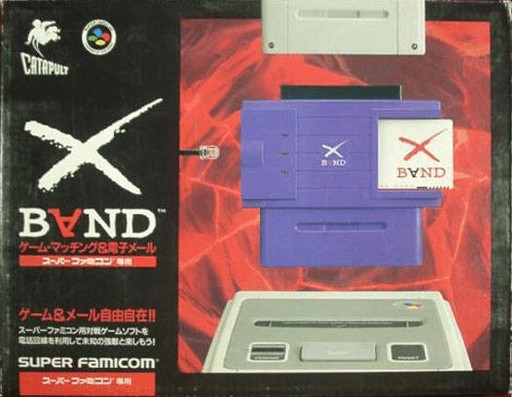 CATAPULT
X
BAND™
ゲーム・マッチング&電子メール
スーパーファミコン®専用
ゲーム&メール自由自在!!
スーパーファミコン用対戦ゲームソフトを
電話回線を利用して未知の強敵と楽しもう!
SUPER FAMICOM®
スーパーファミコン®専用
X
BAND
X
BAND